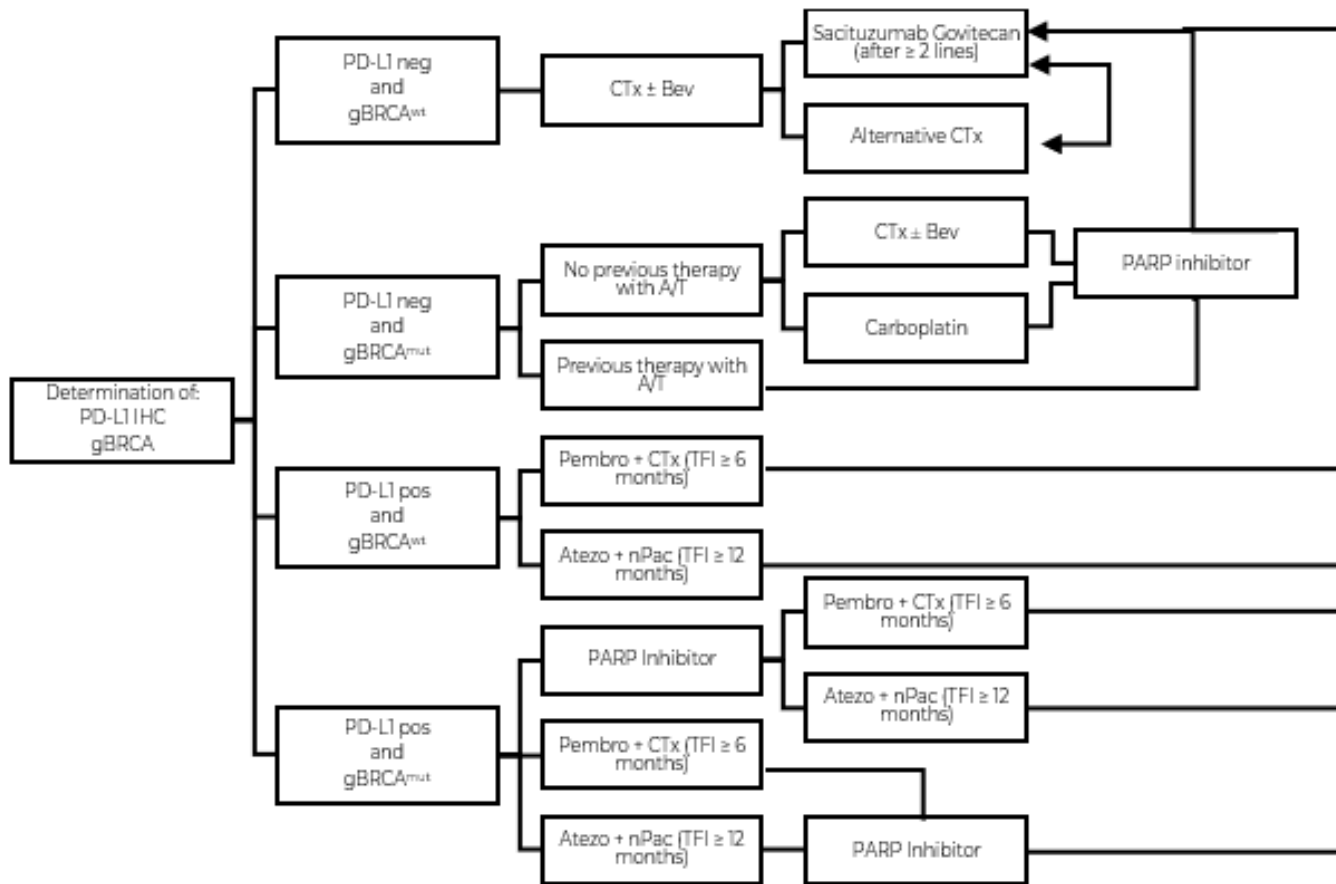 Determination of:
PD-L1 IHC
gBRCA
PD-L1 neg
and
gBRCAʷᵗ
CTx ± Bev
Sacituzumab Govitecan
(after ≥ 2 lines)
Alternative CTx
PD-L1 neg
and
gBRCAᵐᵘᵗ
No previous therapy
with A/T
Previous therapy with
A/T
CTx ± Bev
Carboplatin
PARP inhibitor
PD-L1 pos
and
gBRCAʷᵗ
Pembro + CTx (TFI ≥ 6
months)
Atezo + nPac (TFI ≥ 12
months)
PD-L1 pos
and
gBRCAᵐᵘᵗ
PARP Inhibitor
Pembro + CTx (TFI ≥ 6
months)
Atezo + nPac (TFI ≥ 12
months)
Pembro + CTx (TFI ≥ 6
months)
Atezo + nPac (TFI ≥ 12
months)
PARP Inhibitor